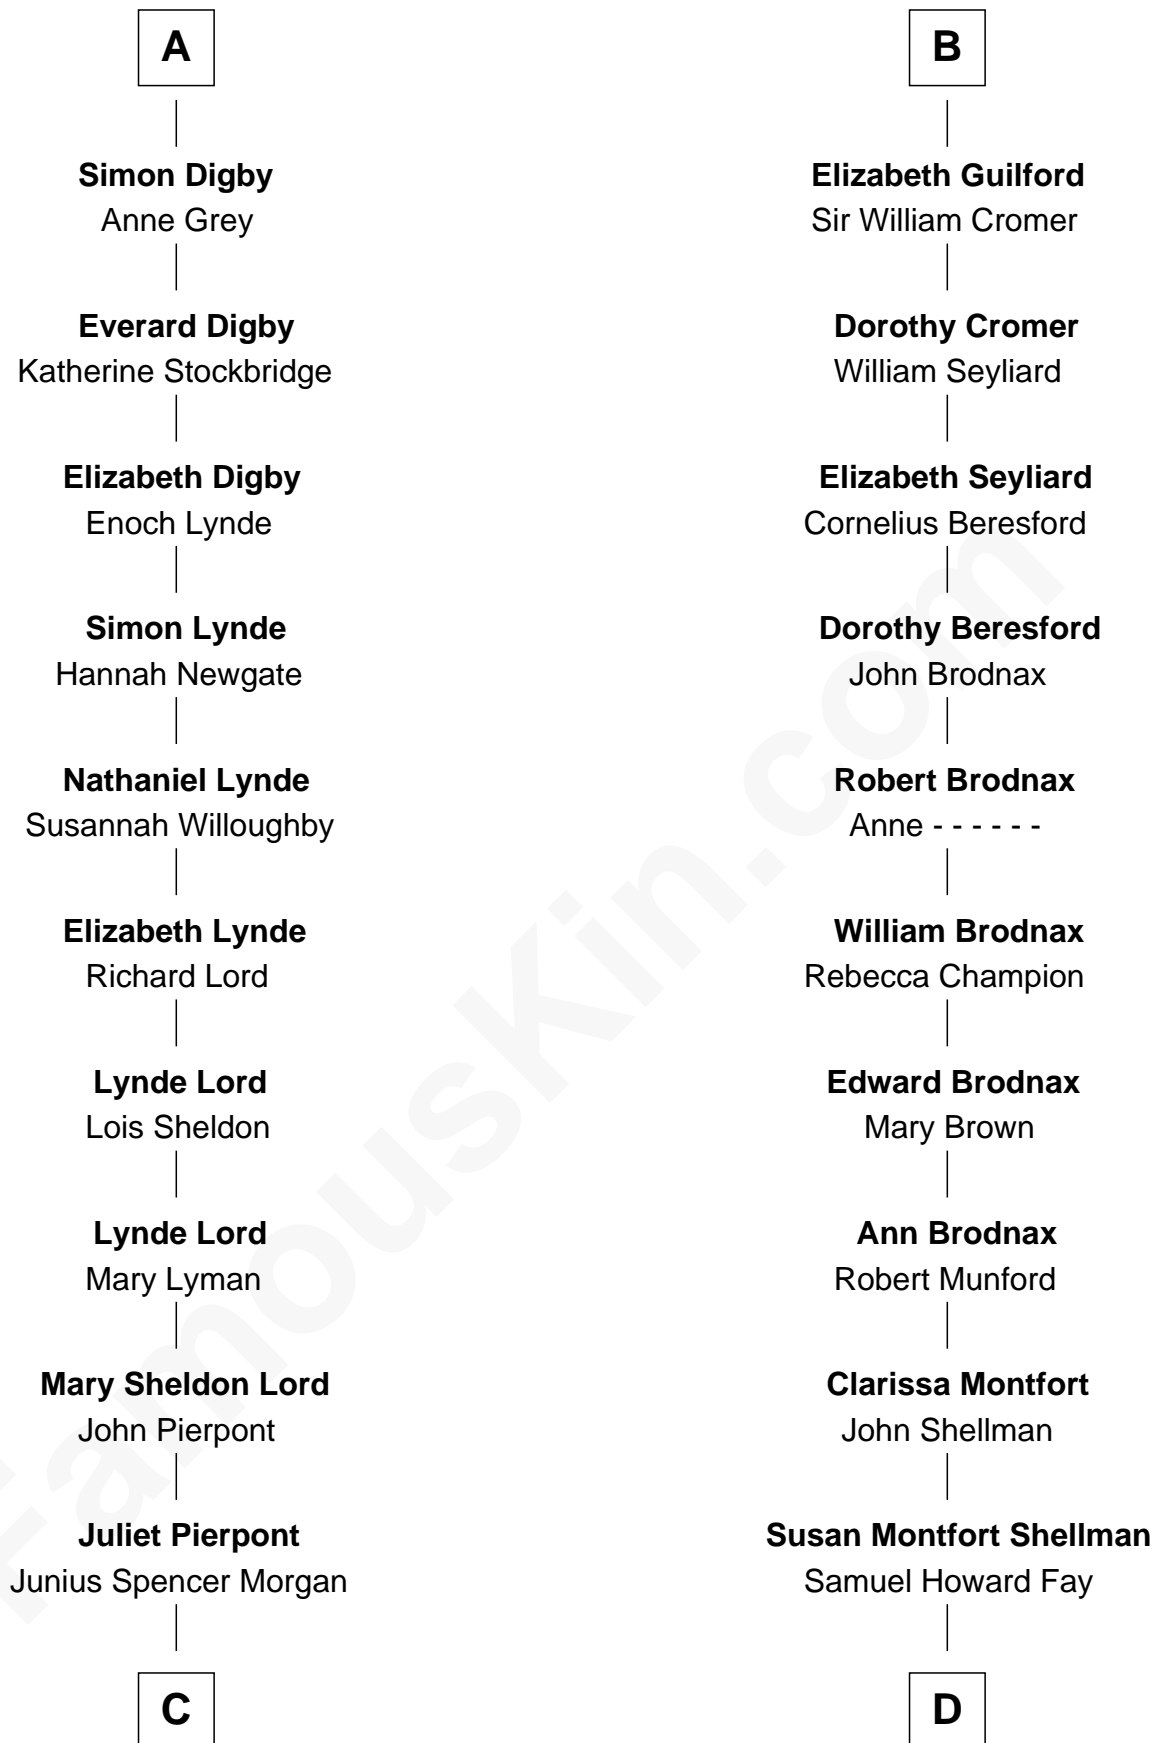 A
Simon Digby
Anne Grey
Everard Digby
Katherine Stockbridge
Elizabeth Digby
Enoch Lynde
Simon Lynde
Hannah Newgate
Nathaniel Lynde
Susannah Willoughby
Elizabeth Lynde
Richard Lord
Lynde Lord
Lois Sheldon
Lynde Lord
Mary Lyman
Mary Sheldon Lord
John Pierpont
Juliet Pierpont
Junius Spencer Morgan
C
B
Elizabeth Guilford
Sir William Cromer
Dorothy Cromer
William Seyliard
Elizabeth Seyliard
Cornelius Beresford
Dorothy Beresford
John Brodnax
Robert Brodnax
Anne - - - - - -
William Brodnax
Rebecca Champion
Edward Brodnax
Mary Brown
Ann Brodnax
Robert Munford
Clarissa Montfort
John Shellman
Susan Montfort Shellman
Samuel Howard Fay
D
FamousKin.com